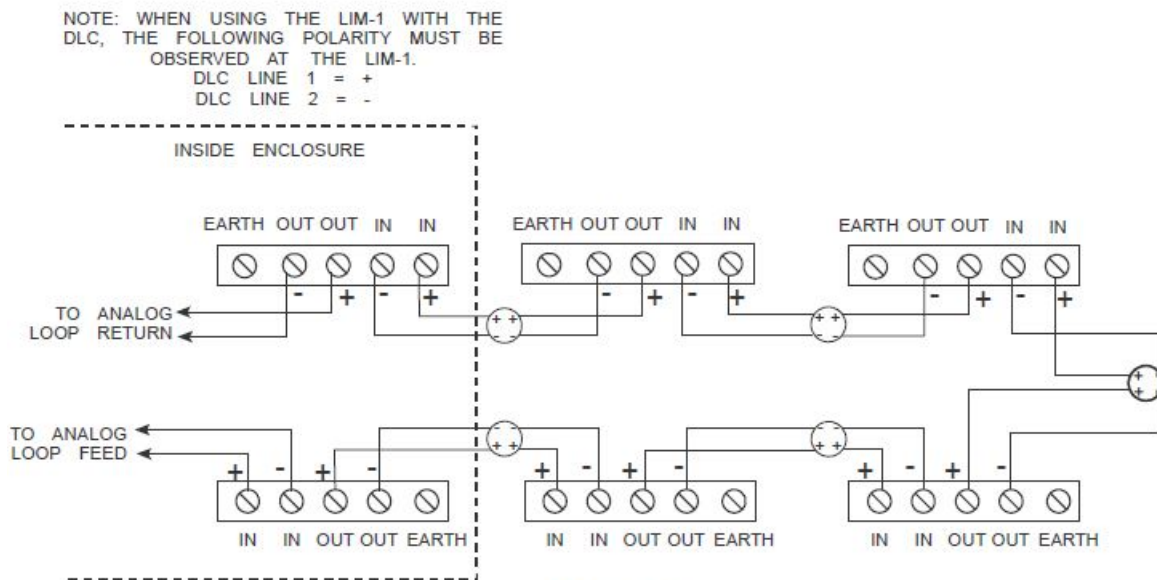 NOTE: WHEN USING THE LIM-1 WITH THE
DLC, THE FOLLOWING POLARITY MUST BE
OBSERVED AT THE LIM-1.
DLC LINE 1 = +
DLC LINE 2 = -
INSIDE ENCLOSURE
EARTH OUT OUT IN IN
EARTH OUT OUT IN IN
EARTH OUT OUT IN IN
- + - +
- + - +
- + - +
TO ANALOG
LOOP RETURN
+ +
- -
+ +
- -
+
+
TO ANALOG
LOOP FEED
- -
+ +
- -
+ +
+ - + -
+ - + -
+ - + -
IN IN OUT OUT EARTH
IN IN OUT OUT EARTH
IN IN OUT OUT EARTH